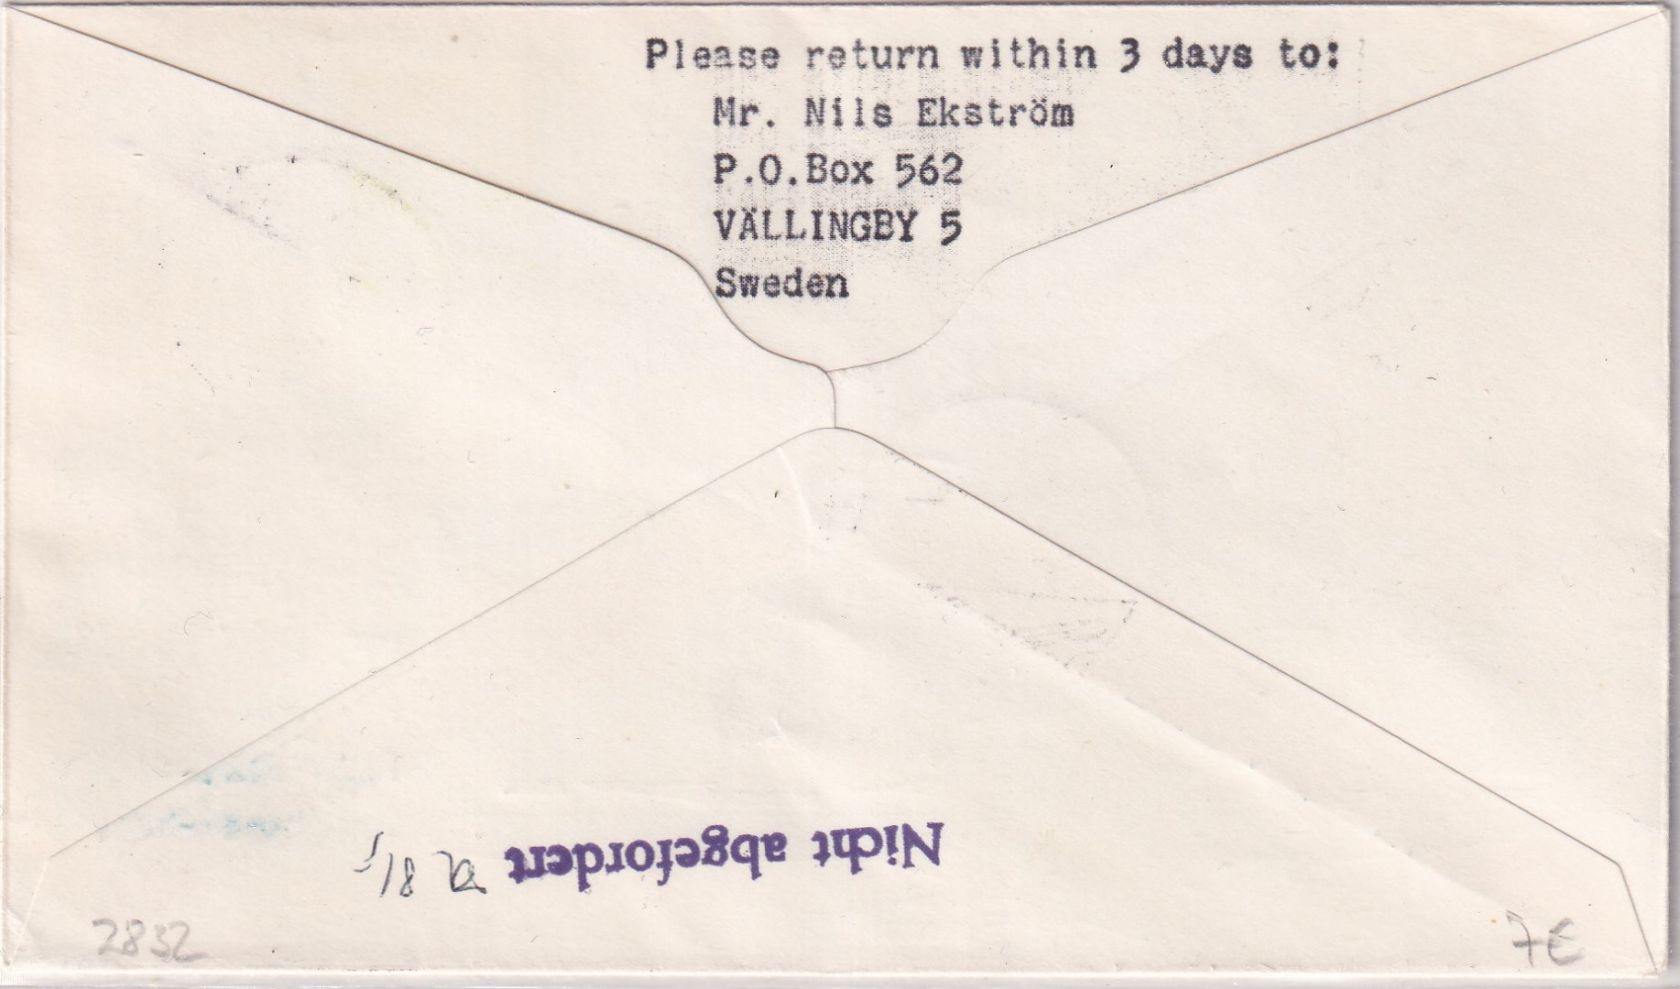 Please return within 3 days to:
Mr. Nils Ekström
P.O.Box 562
VÄLLINGBY 5
Sweden
Nicht abgefordert
2832
7€